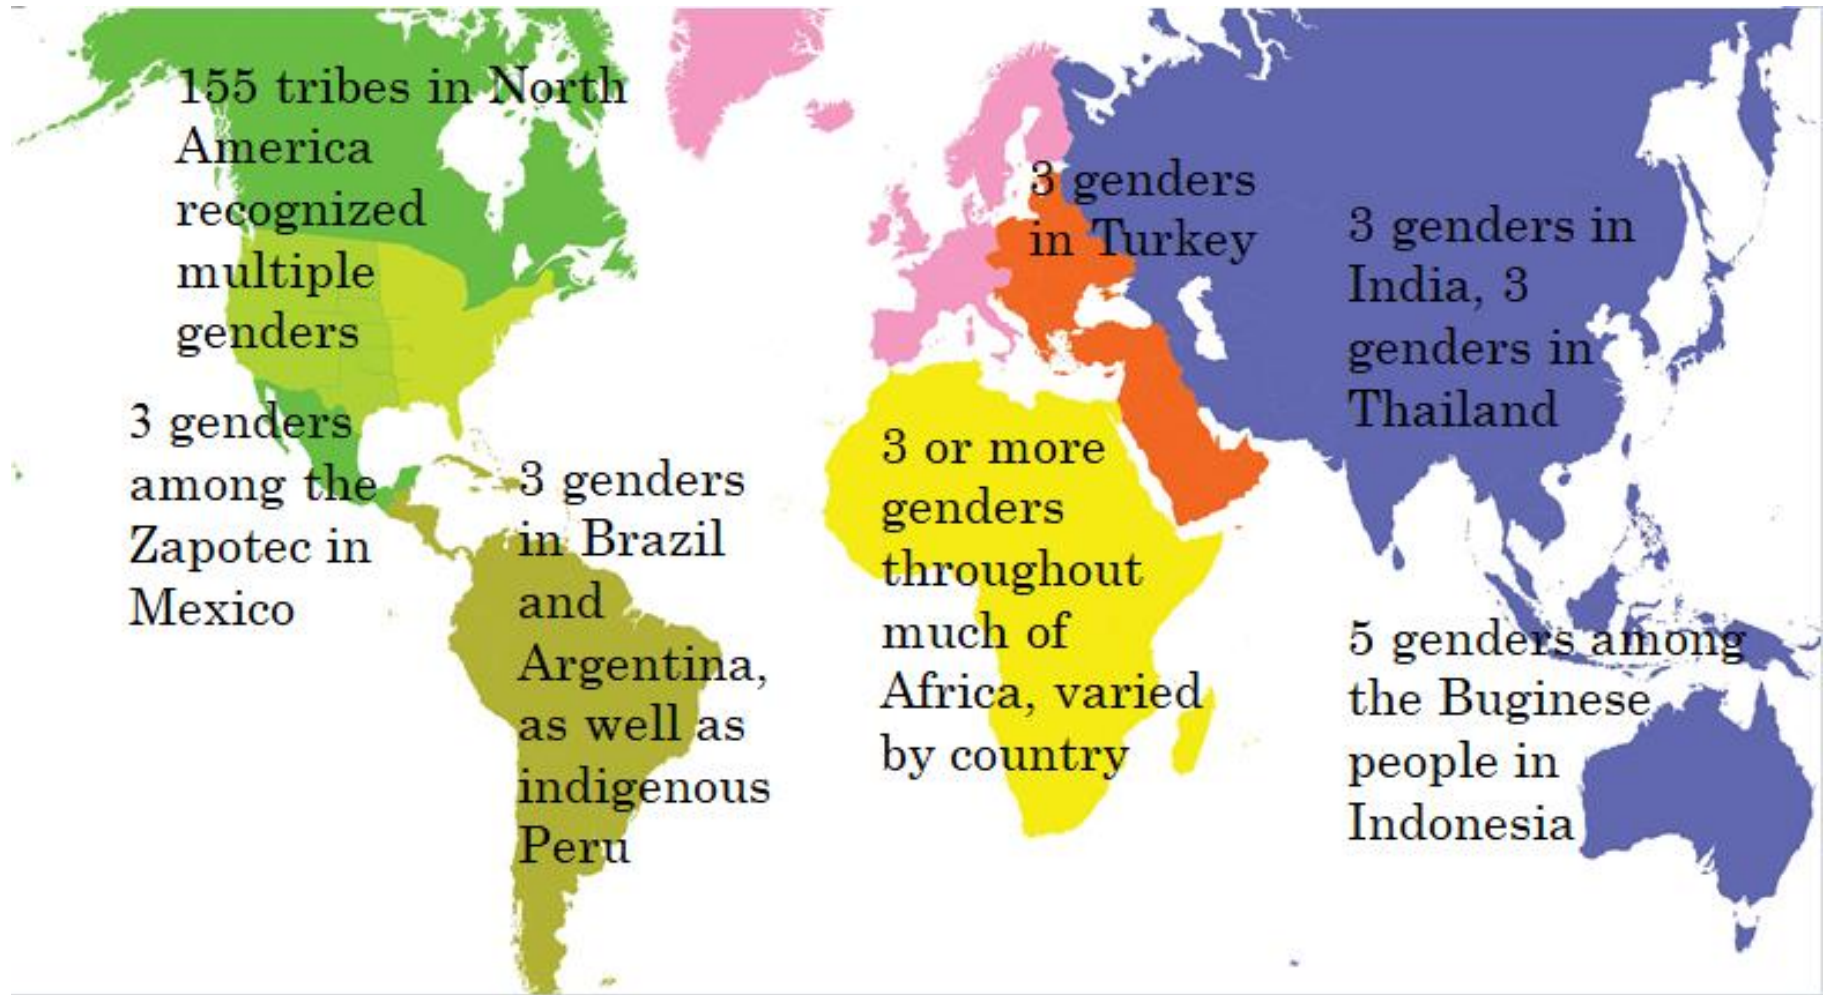 155 tribes in North
America
recognized
multiple
genders
3 genders
among the
Zapotec in
Mexico
3 genders
in Brazil
and
Argentina,
as well as
indigenous
Peru
3 genders
in Turkey
3 or more
genders
throughout
much of
Africa, varied
by country
3 genders in
India, 3
genders in
Thailand
5 genders among
the Buginese
people in
Indonesia